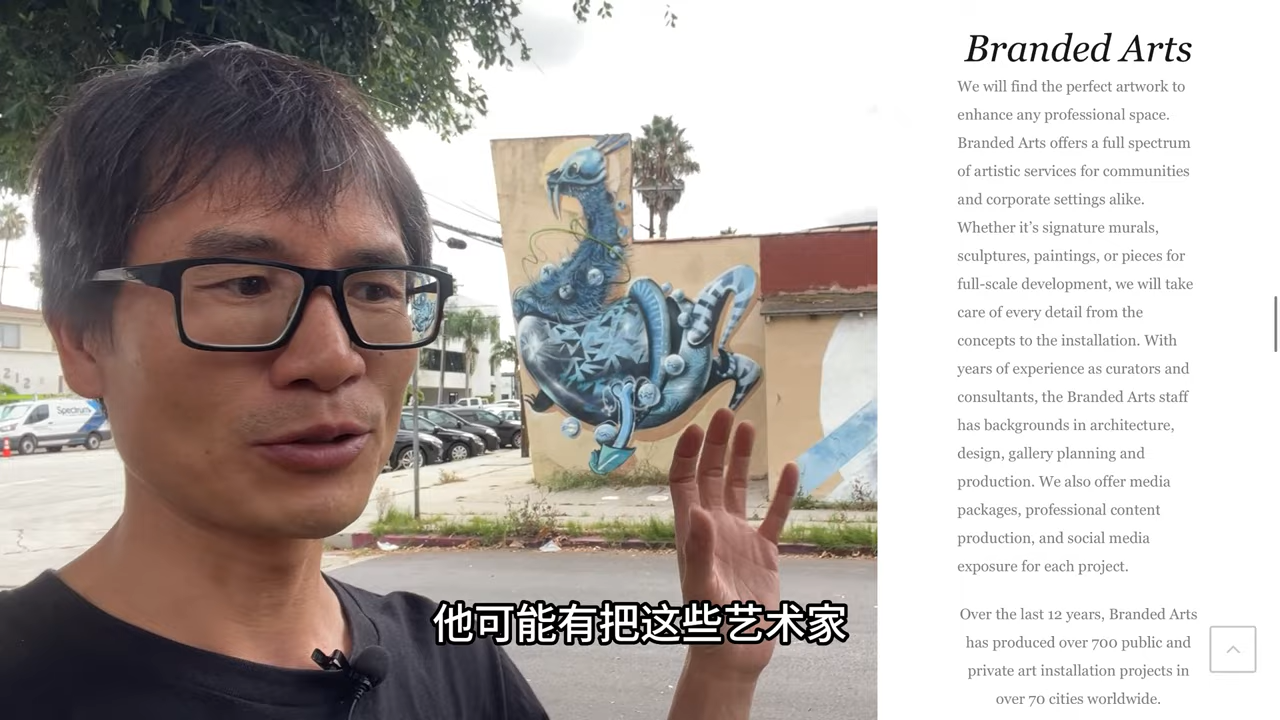 Branded Arts
We will find the perfect artwork to
enhance any professional space.
Branded Arts offers a full spectrum
of artistic services for communities
and corporate settings alike.
Whether it’s signature murals,
sculptures, paintings, or pieces for
full-scale development, we will take
care of every detail from the
concepts to the installation. With
years of experience as curators and
consultants, the Branded Arts staff
has backgrounds in architecture,
design, gallery planning and
production. We also offer media
packages, professional content
production, and social media
exposure for each project.
Over the last 12 years, Branded Arts
has produced over 700 public and
private art installation projects in
over 70 cities worldwide.
Spectrum
他可能有把这些艺术家